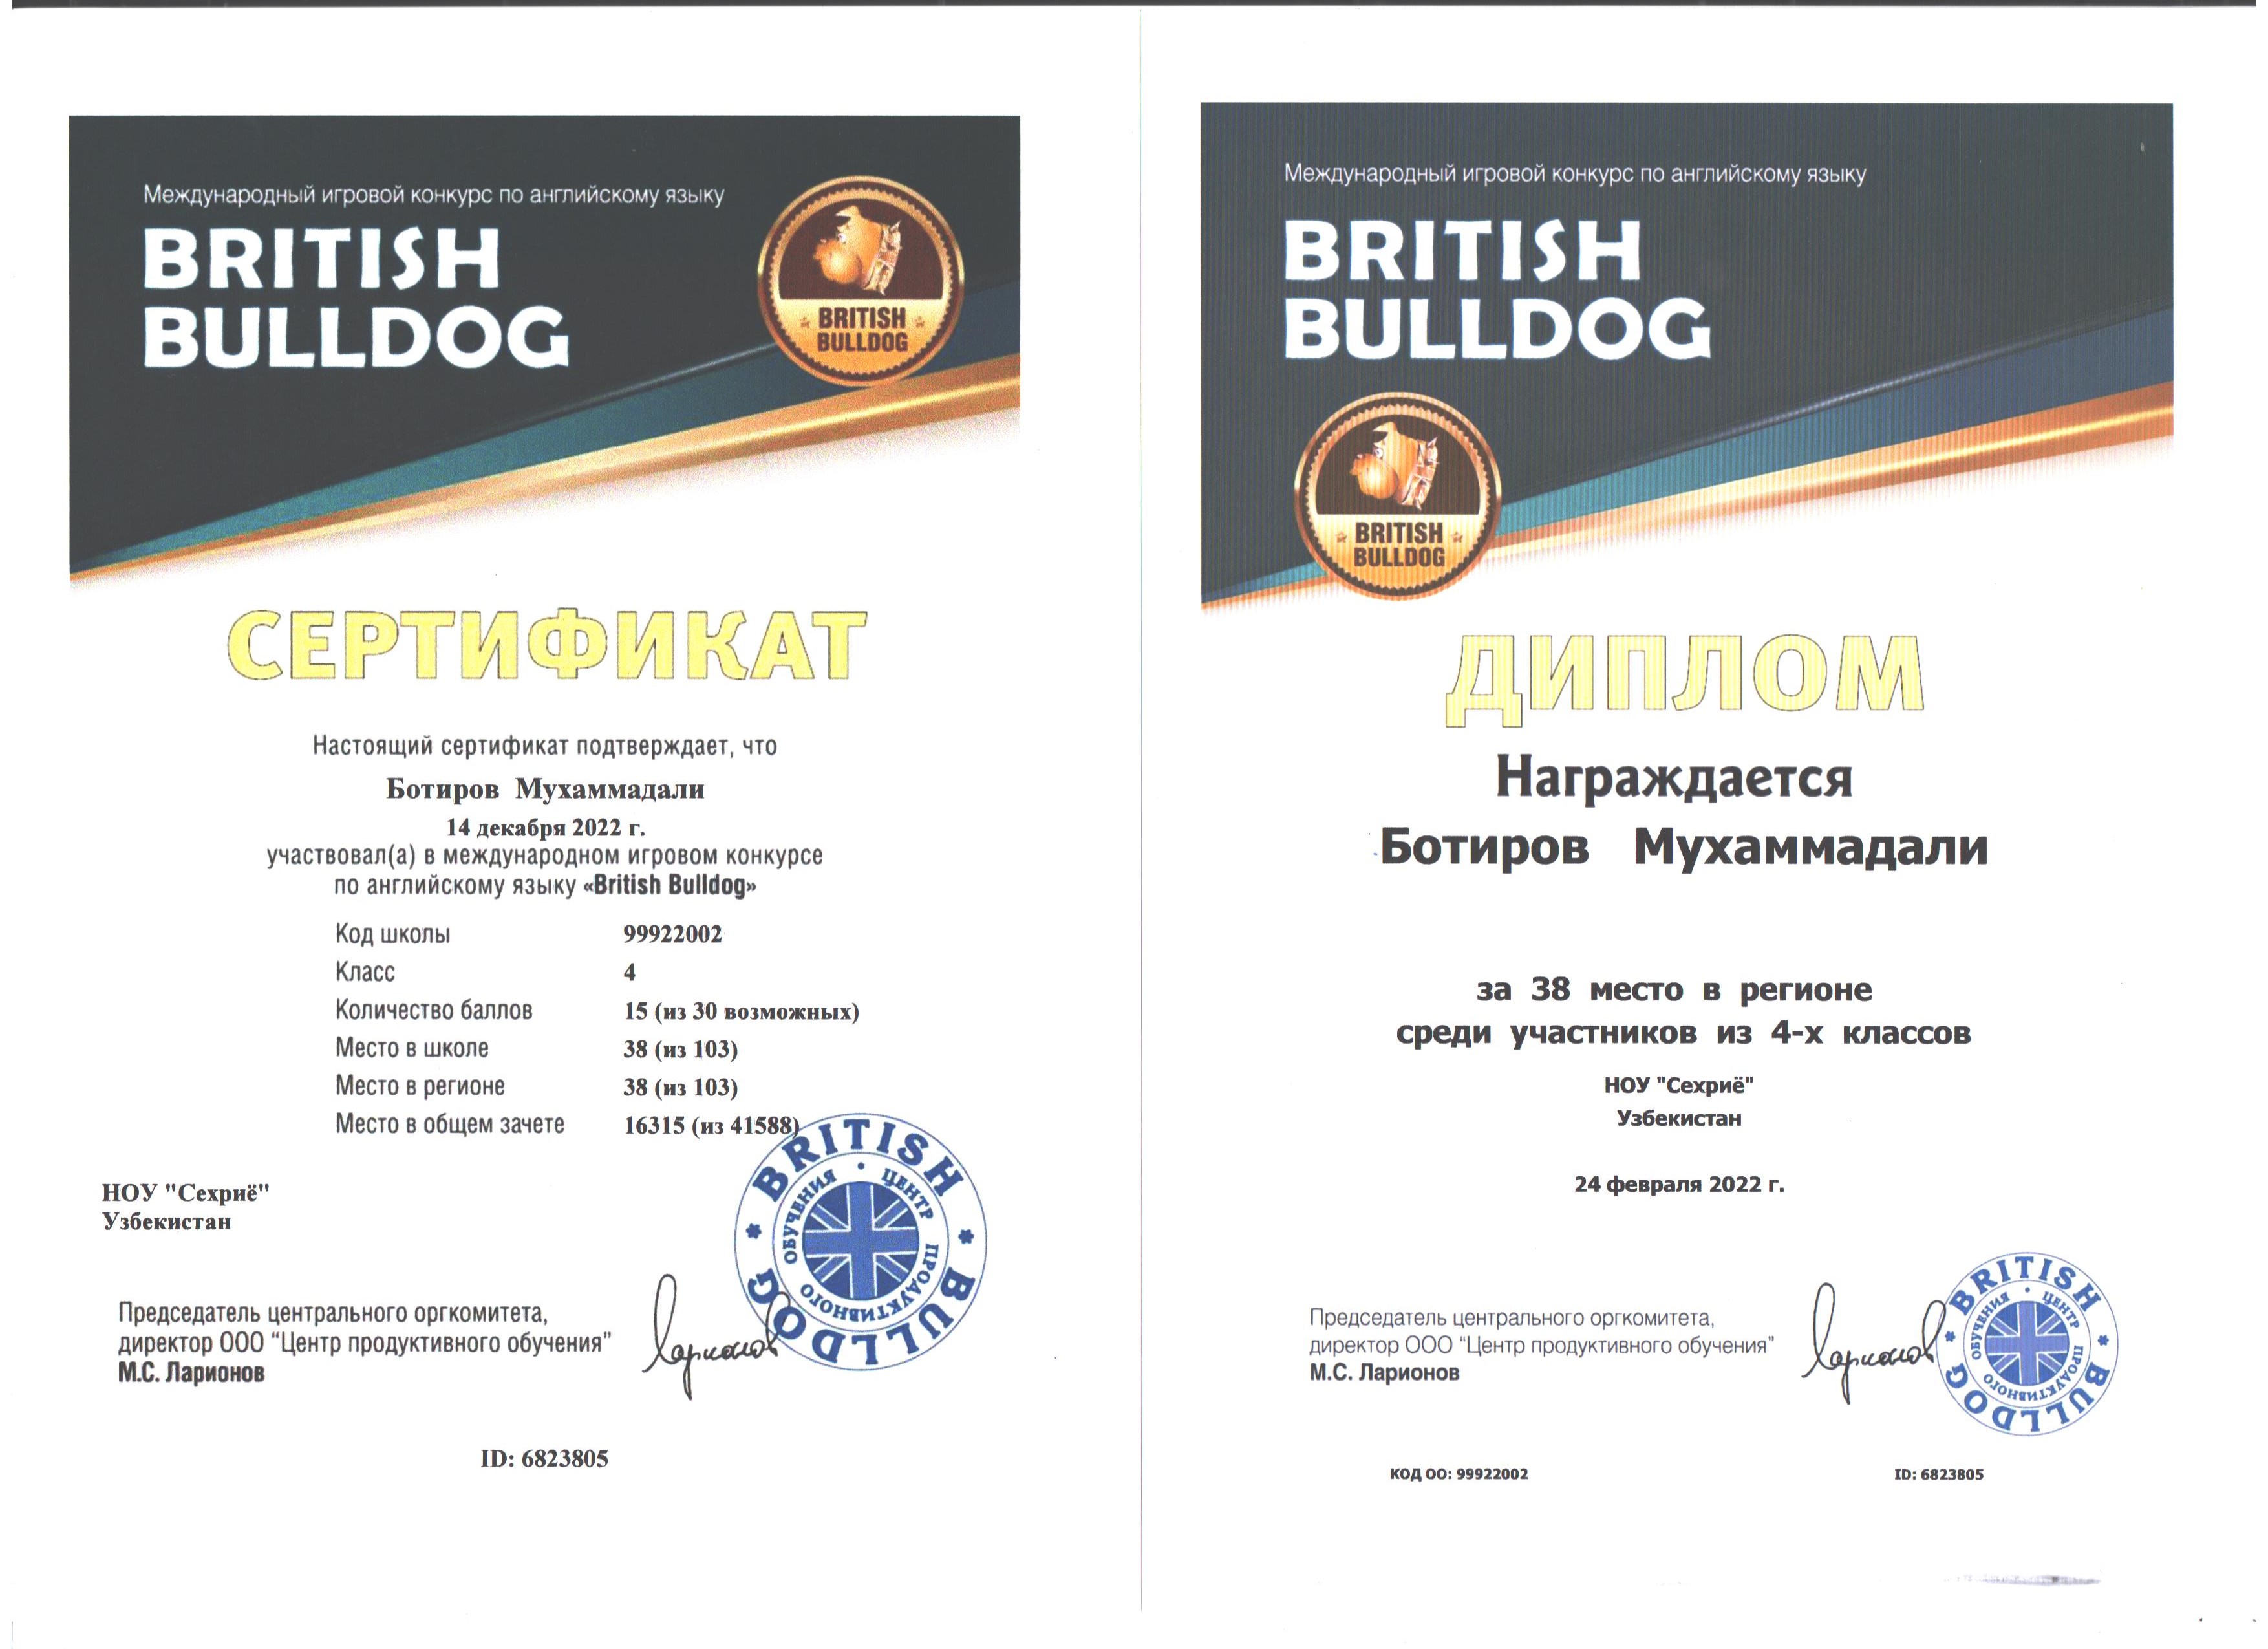 Международный игровой конкурс по английскому языку
BRITISH
BULLDOG
BRITISH
BULLDOG
СЕРТИФИКАТ
Настоящий сертификат подтверждает, что
Ботиров Мухаммадали
14 декабря 2022 г.
участвовал(а) в международном игровом конкурсе
по английскому языку «British Bulldog»
Код школы 99922002
Класс 4
Количество баллов 15 (из 30 возможных)
Место в школе 38 (из 103)
Место в регионе 38 (из 103)
Место в общем зачете 16315 (из 41588)
НОУ "Сехриё"
Узбекистан
BRITISH BULLDOG
ЦЕНТР ПРОДУКТИВНОГО ОБУЧЕНИЯ
Председатель центрального оргкомитета,
директор ООО "Центр продуктивного обучения"
М.С. Ларионов
Ларионов
ID: 6823805
Международный игровой конкурс по английскому языку
BRITISH
BULLDOG
BRITISH
BULLDOG
ДИПЛОМ
Награждается
Ботиров Мухаммадали
за 38 место в регионе
среди участников из 4-х классов
НОУ "Сехриё"
Узбекистан
24 февраля 2022 г.
Председатель центрального оргкомитета,
директор ООО "Центр продуктивного обучения"
М.С. Ларионов
Ларионов
BRITISH BULLDOG
ЦЕНТР ПРОДУКТИВНОГО ОБУЧЕНИЯ
КОД ОО: 99922002 ID: 6823805